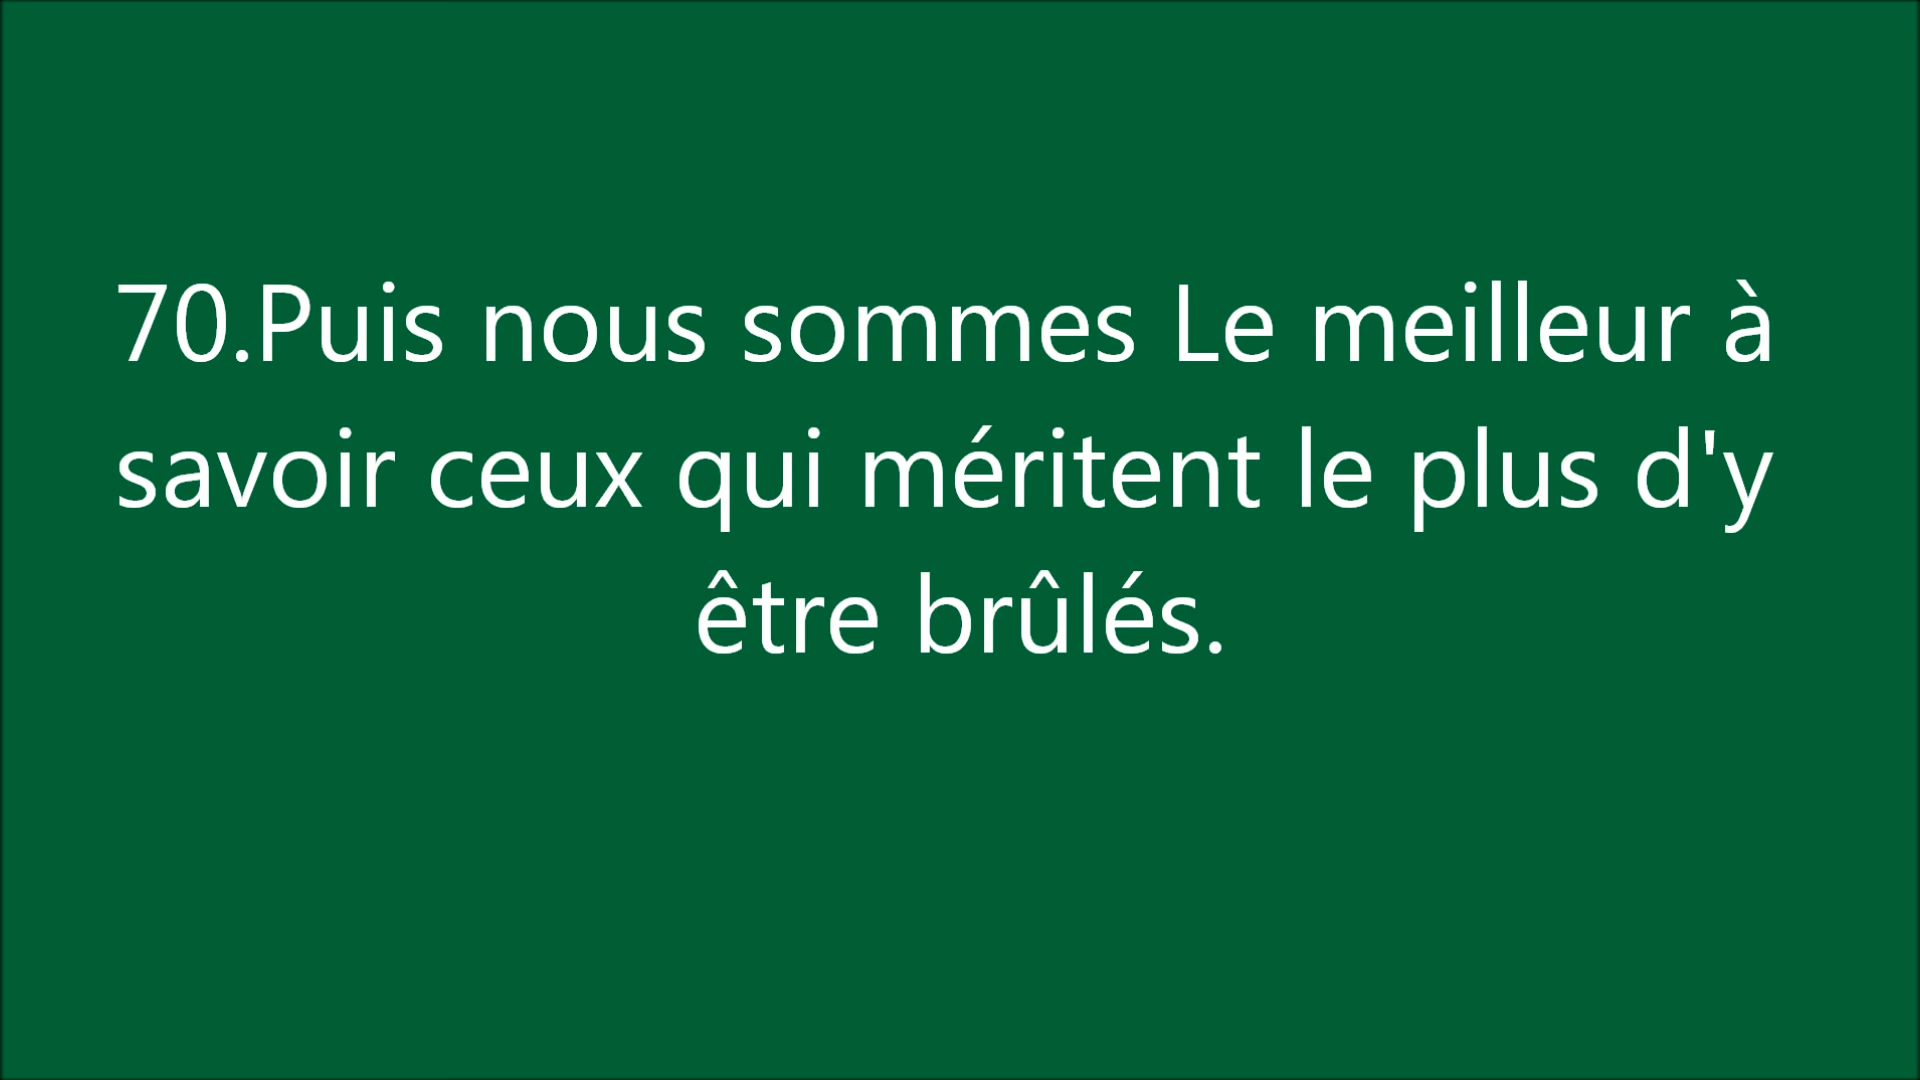 70.Puis nous sommes Le meilleur à
savoir ceux qui méritent le plus d'y
être brûlés.